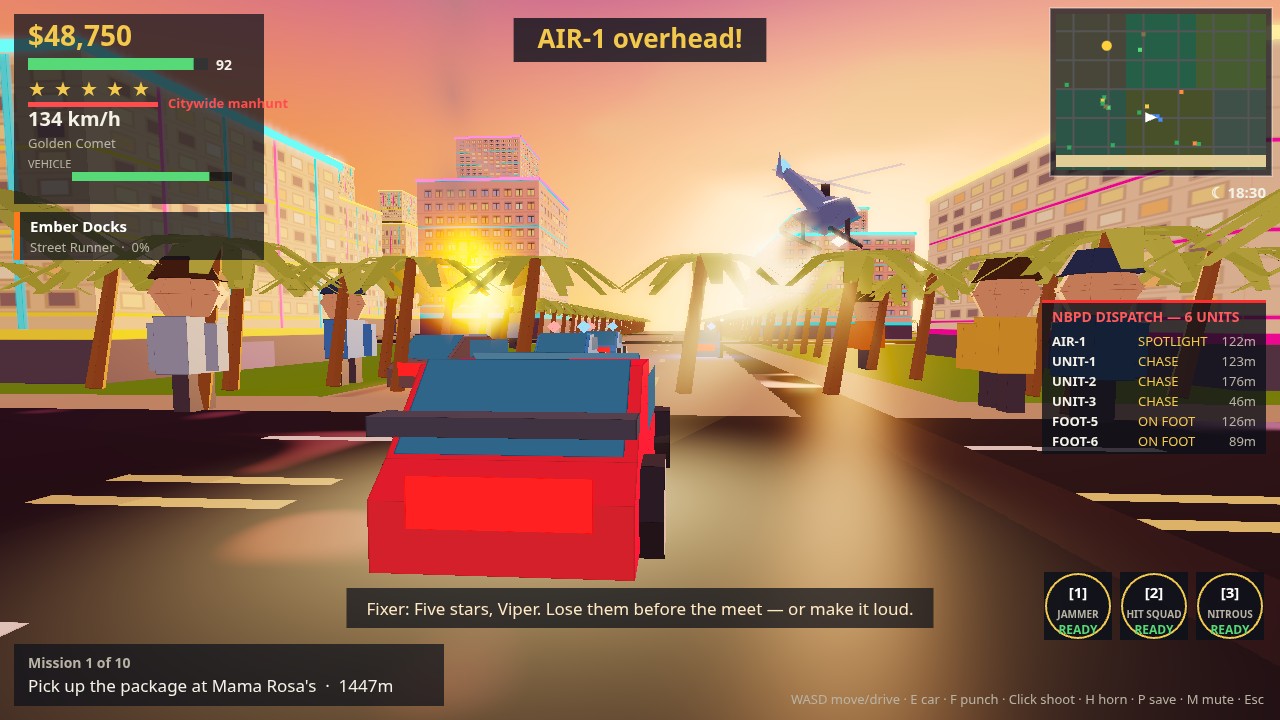 $48,750
92
★ ★ ★ ★ ★
Citywide manhunt
134 km/h
Golden Comet
VEHICLE
Ember Docks
Street Runner · 0%
AIR-1 overhead!
☾ 18:30
NBPD DISPATCH — 6 UNITS
AIR-1 SPOTLIGHT 122m
UNIT-1 CHASE 123m
UNIT-2 CHASE 176m
UNIT-3 CHASE 46m
FOOT-5 ON FOOT 126m
FOOT-6 ON FOOT 89m
[1] [2] [3]
JAMMER HIT SQUAD NITROUS
READY READY READY
Fixer: Five stars, Viper. Lose them before the meet — or make it loud.
Mission 1 of 10
Pick up the package at Mama Rosa's · 1447m
WASD move/drive · E car · F punch · Click shoot · H horn · P save · M mute · Esc